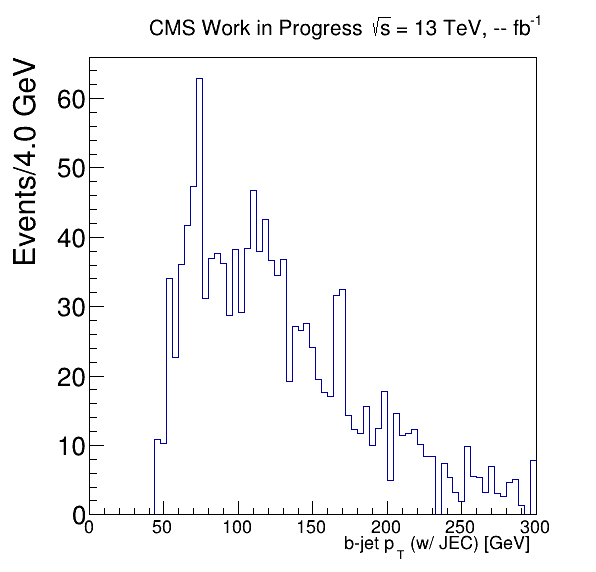 CMS Work in Progress √s = 13 TeV, -- fb⁻¹
Events/4.0 GeV
60
50
40
30
20
10
0
0 50 100 150 200 250 300
b-jet p_T (w/ JEC) [GeV]